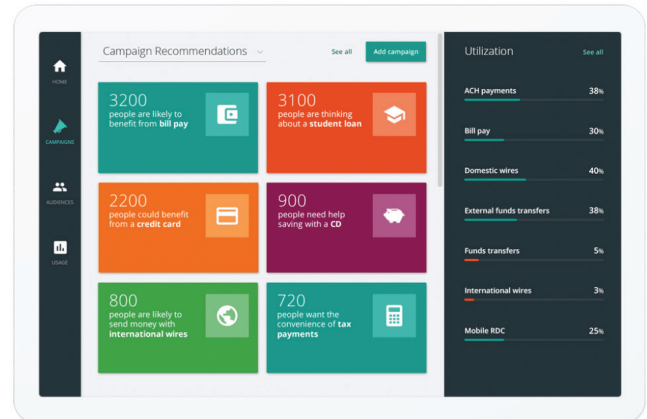 HOME
CAMPAIGNS
AUDIENCES
USAGE
Campaign Recommendations
See all
Add campaign
3200
people are likely to
benefit from bill pay
3100
people are thinking
about a student loan
2200
people could benefit
from a credit card
900
people need help
saving with a CD
800
people are likely to
send money with
international wires
720
people want the
convenience of tax
payments
Utilization
See all
ACH payments 38%
Bill pay 30%
Domestic wires 40%
External funds transfers 38%
Funds transfers 5%
International wires 3%
Mobile RDC 25%